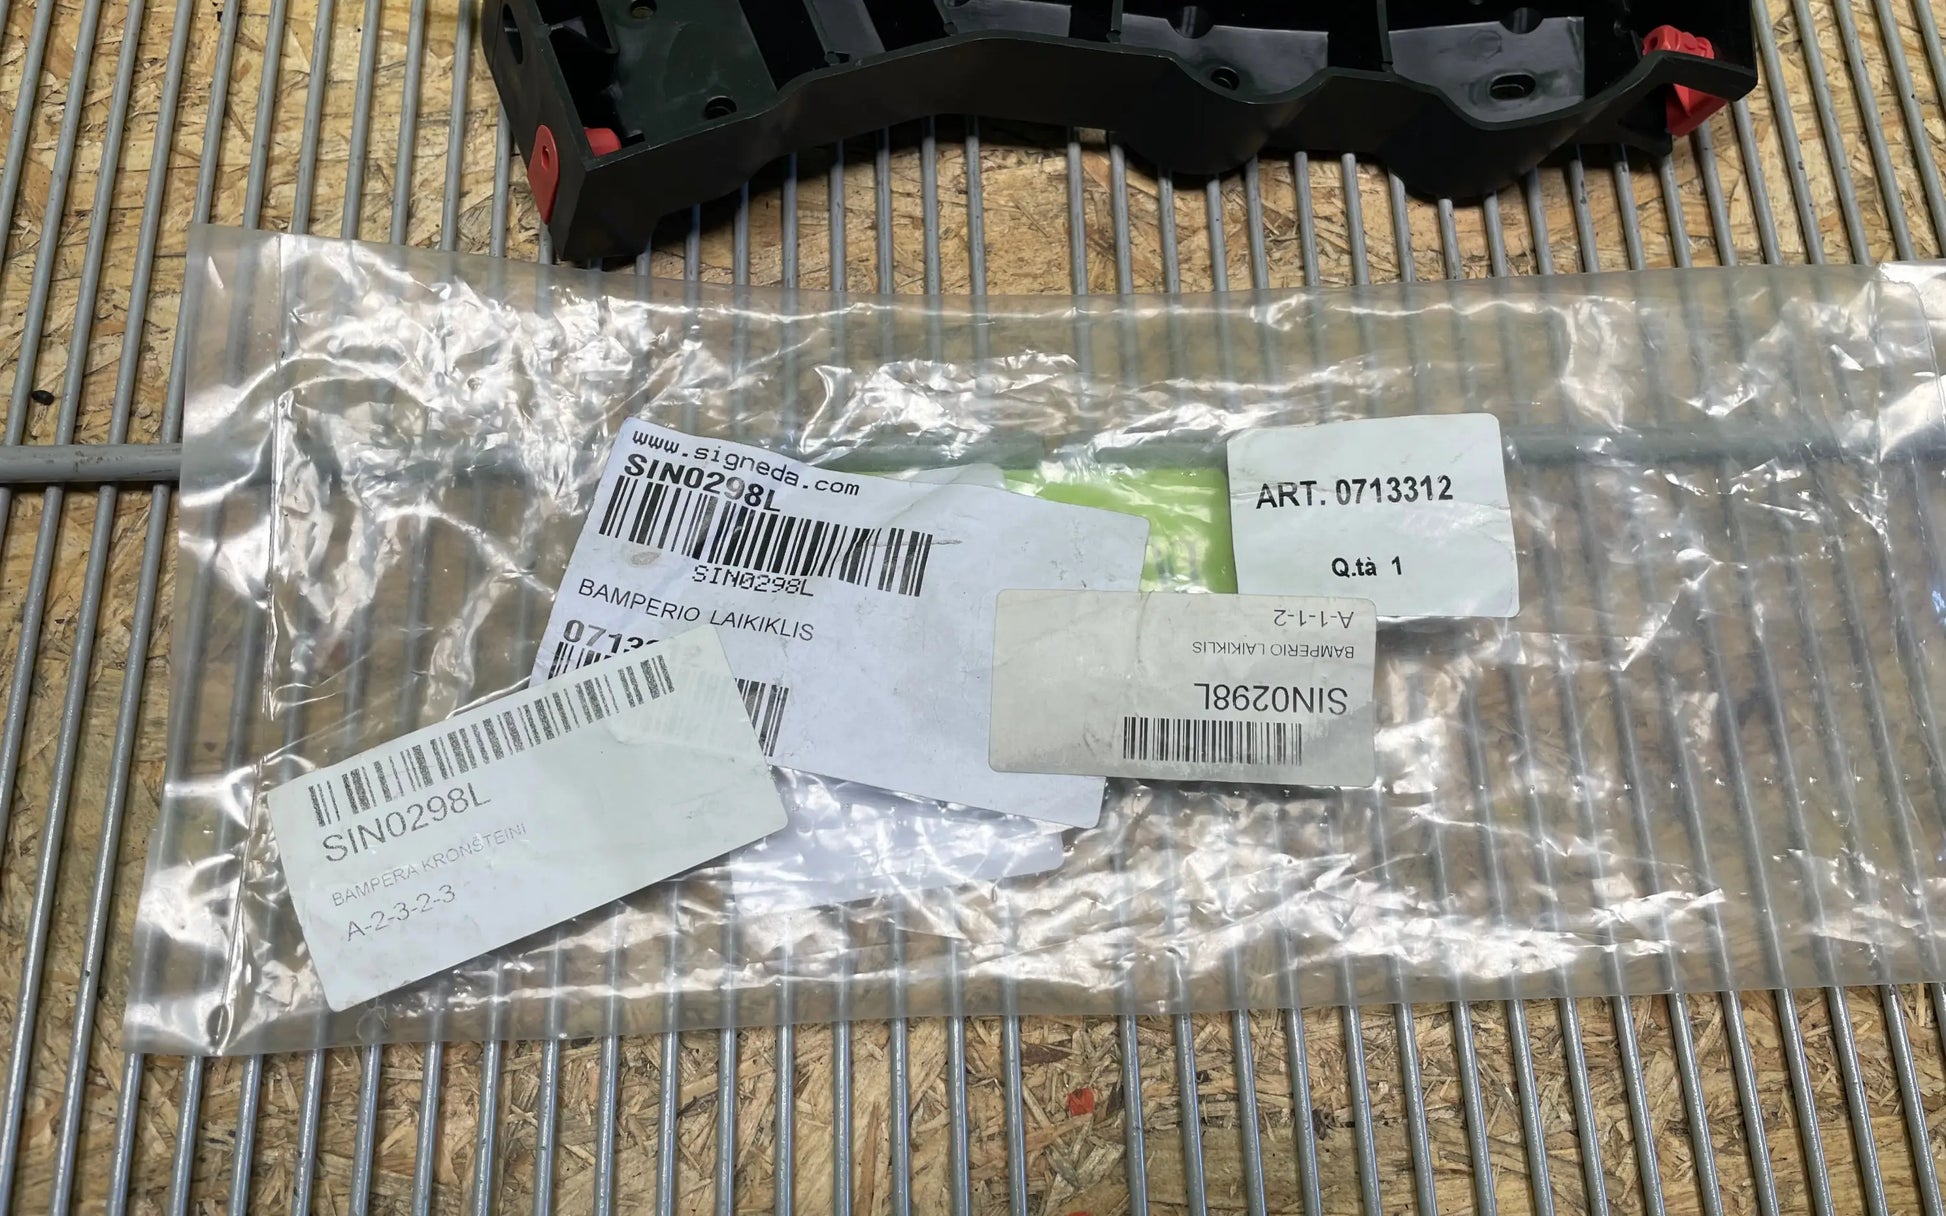 www.signeda.com
SIN0298L
SIN0298L
BAMPERIO LAIKIKLIS
ART. 0713312
Q.tà 1
A-1-1-2
BAMPERIO LAIKIKLIS
SIN0298L
SIN0298L
BAMPERA KRONŠTEINI
A-2-3-2-3